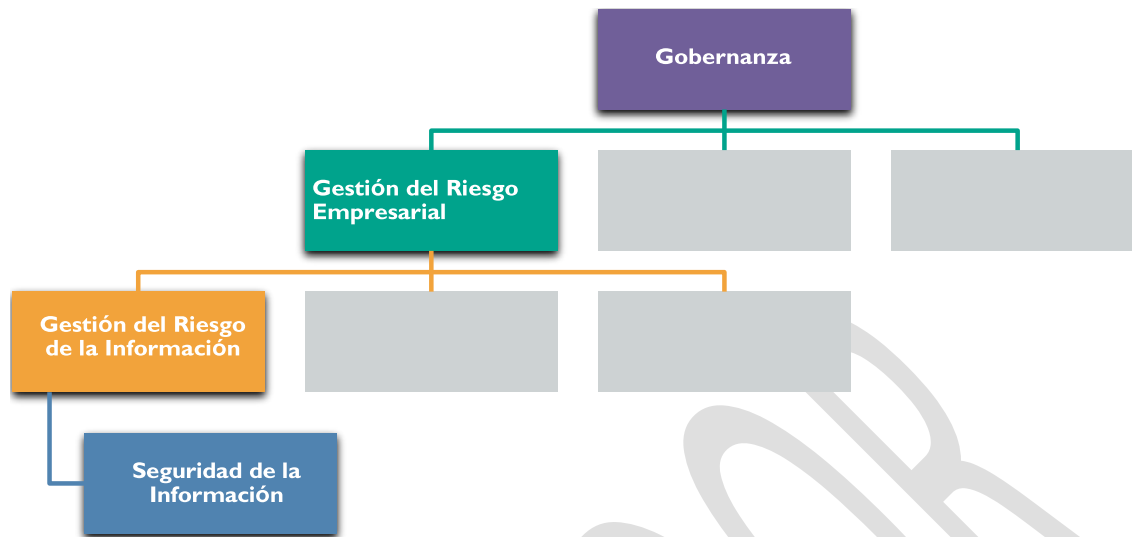 Gobernanza
Gestión del Riesgo
Empresarial
Gestión del Riesgo
de la Información
Seguridad de la
Información